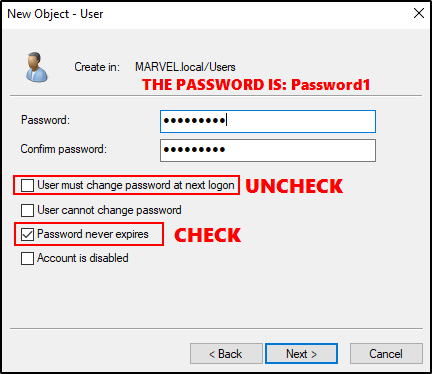 New Object - User
Create in: MARVEL.local/Users
THE PASSWORD IS: Password1
Password: •••••••••
Confirm password: •••••••••
User must change password at next logon UNCHECK
User cannot change password
Password never expires CHECK
Account is disabled
< Back Next > Cancel